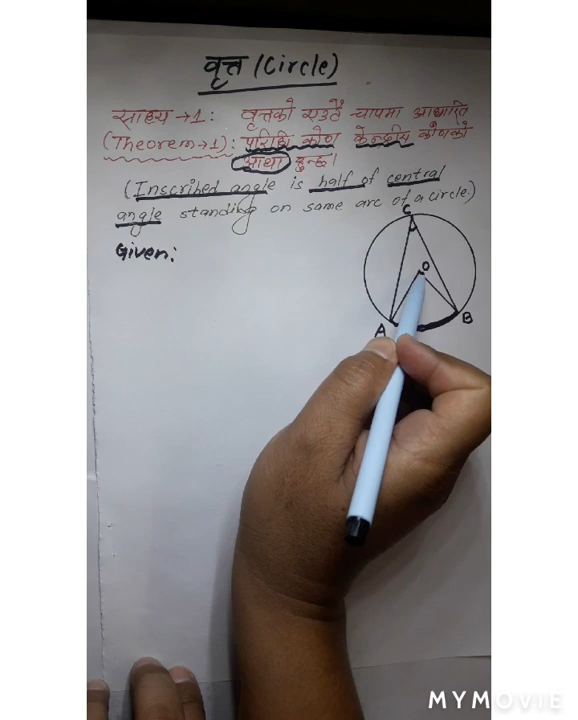 वृत्त (Circle)
साध्य → 1: वृत्तको एउटै चापमा आधारित
(Theorem → 1): परिधि कोण केन्द्रीय कोणको
आधा हुन्छ।
(Inscribed angle is half of central
angle standing on same arc of a circle.)
C
Given:
O
A
B
MYMOVIE